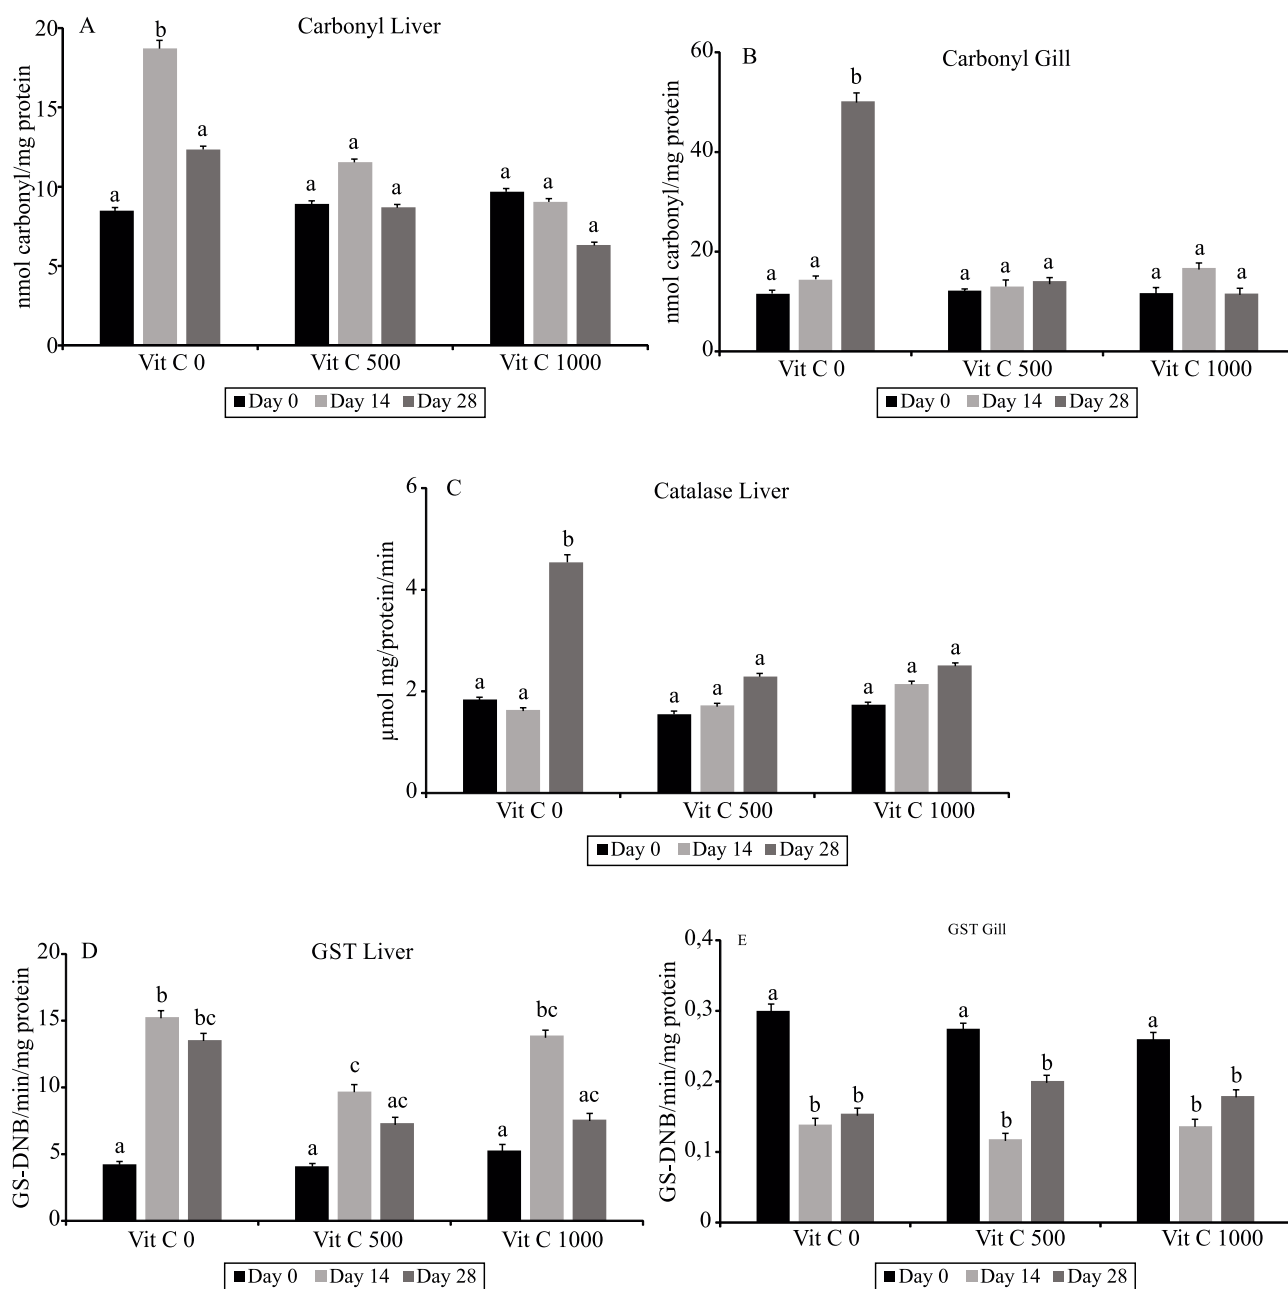 A Carbonyl Liver
nmol carbonyl/mg protein
20
15
10
5
0
a b a
a a a
a a a
Vit C 0 Vit C 500 Vit C 1000
Day 0 Day 14 Day 28
B Carbonyl Gill
nmol carbonyl/mg protein
60
40
20
0
a a b
a a a
a a a
Vit C 0 Vit C 500 Vit C 1000
Day 0 Day 14 Day 28
C Catalase Liver
µmol mg/protein/min
6
4
2
0
a a b
a a a
a a a
Vit C 0 Vit C 500 Vit C 1000
Day 0 Day 14 Day 28
D GST Liver
GS-DNB/min/mg protein
20
15
10
5
0
a b bc
a c ac
a bc ac
Vit C 0 Vit C 500 Vit C 1000
Day 0 Day 14 Day 28
E GST Gill
GS-DNB/min/mg protein
0,4
0,3
0,2
0,1
0
a b b
a b b
a b b
Vit C 0 Vit C 500 Vit C 1000
Day 0 Day 14 Day 28